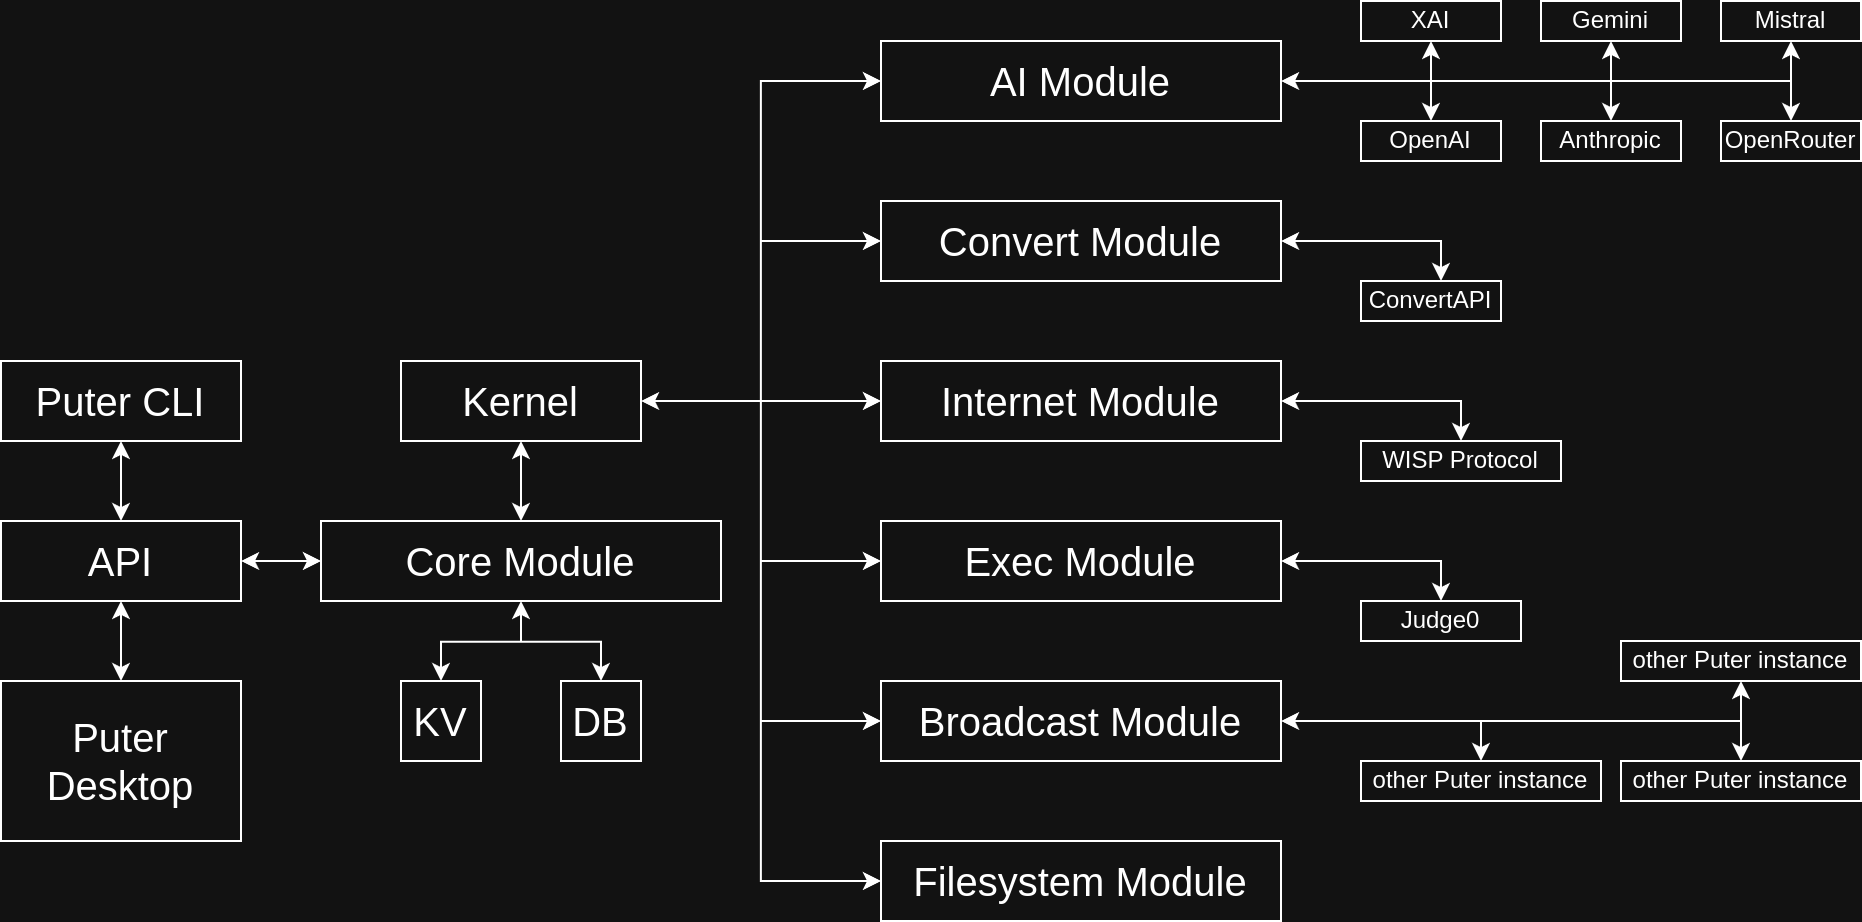 XAI
Gemini
Mistral
AI Module
OpenAI
Anthropic
OpenRouter
Convert Module
ConvertAPI
Puter CLI
Kernel
Internet Module
WISP Protocol
API
Core Module
Exec Module
Judge0
other Puter instance
Puter
Desktop
KV
DB
Broadcast Module
other Puter instance
other Puter instance
Filesystem Module